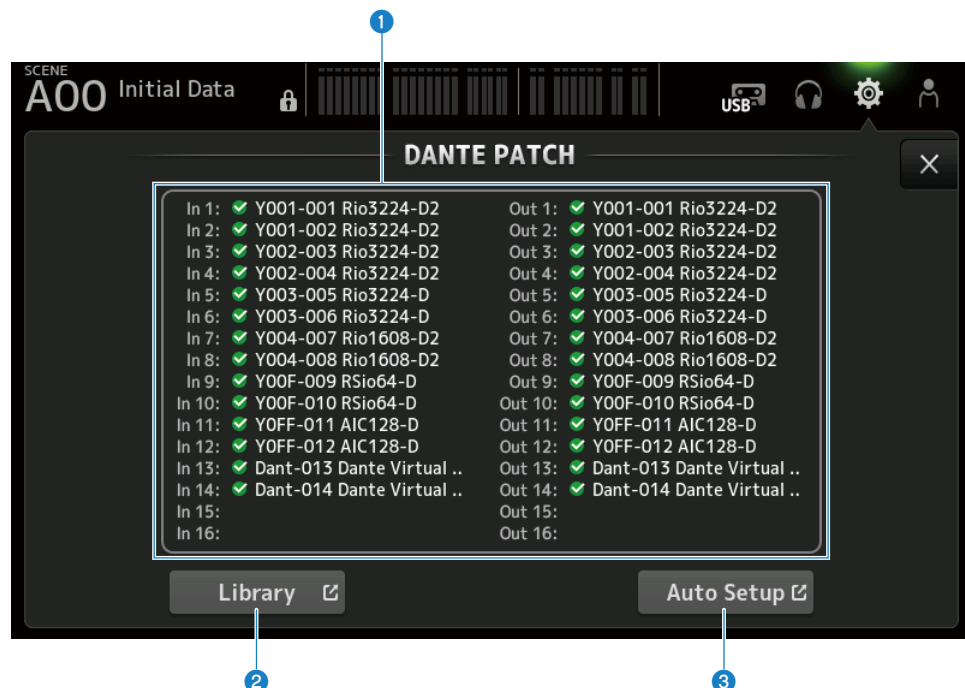 1
SCENE
A00 Initial Data
USB
DANTE PATCH
In 1: Y001-001 Rio3224-D2 Out 1: Y001-001 Rio3224-D2
In 2: Y001-002 Rio3224-D2 Out 2: Y001-002 Rio3224-D2
In 3: Y002-003 Rio3224-D2 Out 3: Y002-003 Rio3224-D2
In 4: Y002-004 Rio3224-D2 Out 4: Y002-004 Rio3224-D2
In 5: Y003-005 Rio3224-D Out 5: Y003-005 Rio3224-D
In 6: Y003-006 Rio3224-D Out 6: Y003-006 Rio3224-D
In 7: Y004-007 Rio1608-D2 Out 7: Y004-007 Rio1608-D2
In 8: Y004-008 Rio1608-D2 Out 8: Y004-008 Rio1608-D2
In 9: Y00F-009 RSio64-D Out 9: Y00F-009 RSio64-D
In 10: Y00F-010 RSio64-D Out 10: Y00F-010 RSio64-D
In 11: Y0FF-011 AIC128-D Out 11: Y0FF-011 AIC128-D
In 12: Y0FF-012 AIC128-D Out 12: Y0FF-012 AIC128-D
In 13: Dant-013 Dante Virtual .. Out 13: Dant-013 Dante Virtual ..
In 14: Dant-014 Dante Virtual .. Out 14: Dant-014 Dante Virtual ..
In 15: Out 15:
In 16: Out 16:
Library Auto Setup
2 3